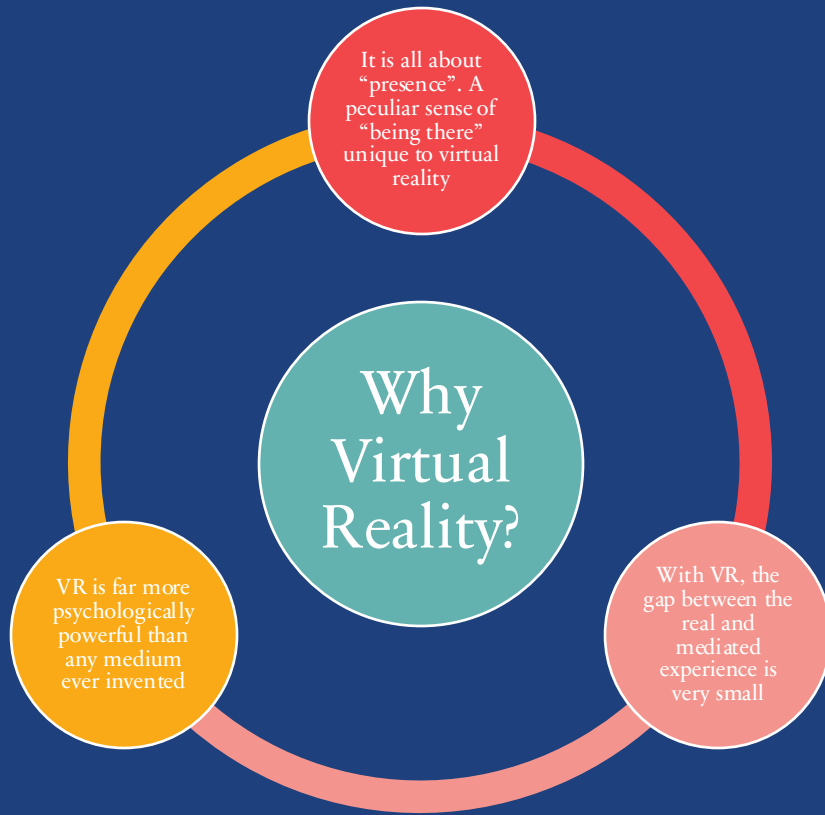 It is all about
“presence”. A
peculiar sense of
“being there”
unique to virtual
reality
Why
Virtual
Reality?
VR is far more
psychologically
powerful than
any medium
ever invented
With VR, the
gap between the
real and
mediated
experience is
very small